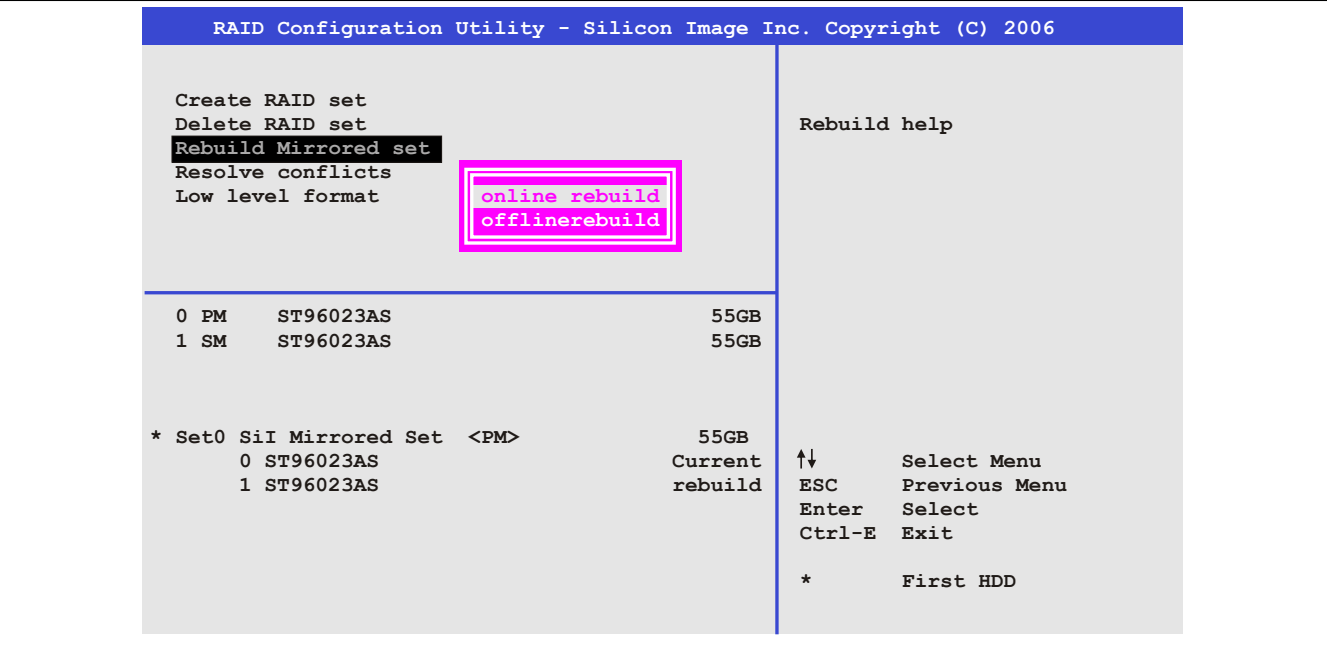 RAID Configuration Utility - Silicon Image Inc. Copyright (C) 2006
Create RAID set
Delete RAID set
Rebuild Mirrored set
Resolve conflicts
Low level format
online rebuild
offlinerebuild
Rebuild help
0 PM ST96023AS 55GB
1 SM ST96023AS 55GB
* Set0 SiI Mirrored Set <PM> 55GB
0 ST96023AS Current
1 ST96023AS rebuild
↑↓ Select Menu
ESC Previous Menu
Enter Select
Ctrl-E Exit
* First HDD